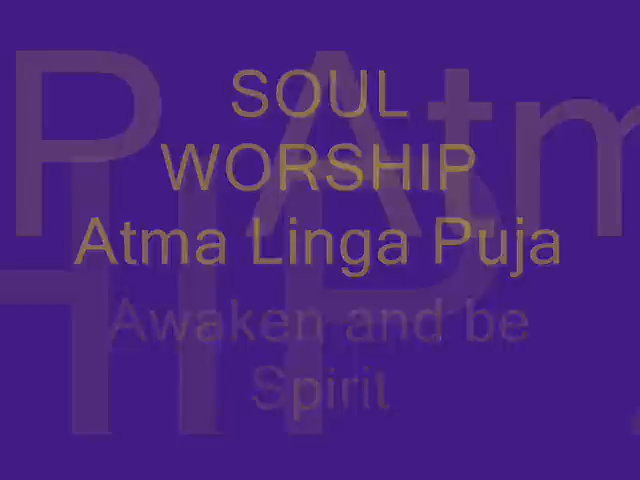 SOUL
WORSHIP
Atma Linga Puja
Awaken and be
Spirit